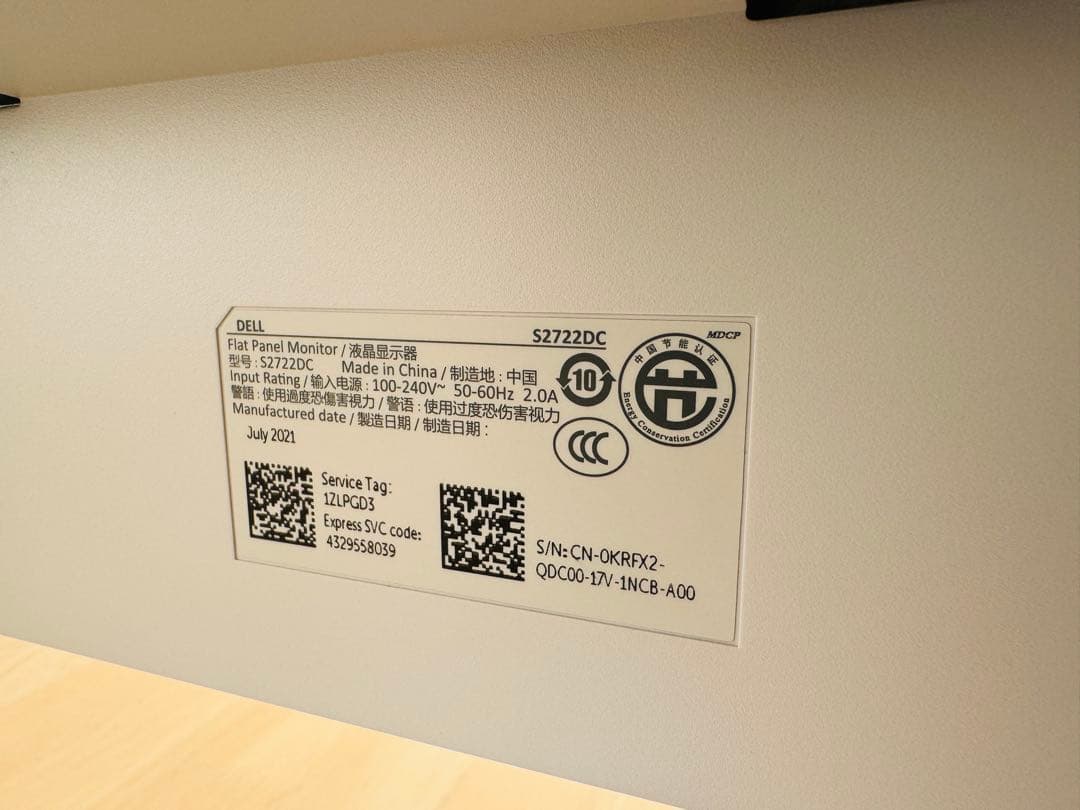 DELL S2722DC MDCP
Flat Panel Monitor / 液晶显示器
型号 : S2722DC Made in China / 制造地 : 中国
Input Rating / 输入电源 : 100-240V~ 50-60Hz 2.0A
警語 : 使用過度恐傷害視力 / 警语 : 使用过度恐伤害视力
Manufactured date / 製造日期 / 制造日期 :
July 2021
10
中国节能认证
Energy Conservation Certification
CCC
Service Tag:
1ZLPGD3
Express SVC code:
4329558039
S/N: CN-0KRFX2-
QDC00-17V-1NCB-A00